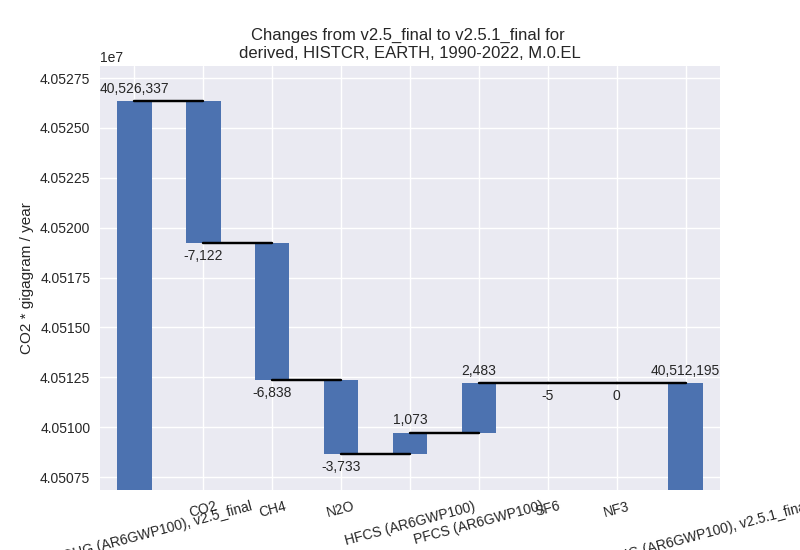 Changes from v2.5_final to v2.5.1_final for
derived, HISTCR, EARTH, 1990-2022, M.0.EL
1e7
4.05275
4.05250
4.05225
4.05200
4.05175
4.05150
4.05125
4.05100
4.05075
CO2 * gigagram / year
40,526,337
-7,122
-6,838
-3,733
1,073
2,483
-5
0
40,512,195
(AR6GWP100), v2.5_final
CO2
CH4
N2O
HFCS (AR6GWP100)
PFCS (AR6GWP100)
SF6
NF3
(AR6GWP100), v2.5.1_fina